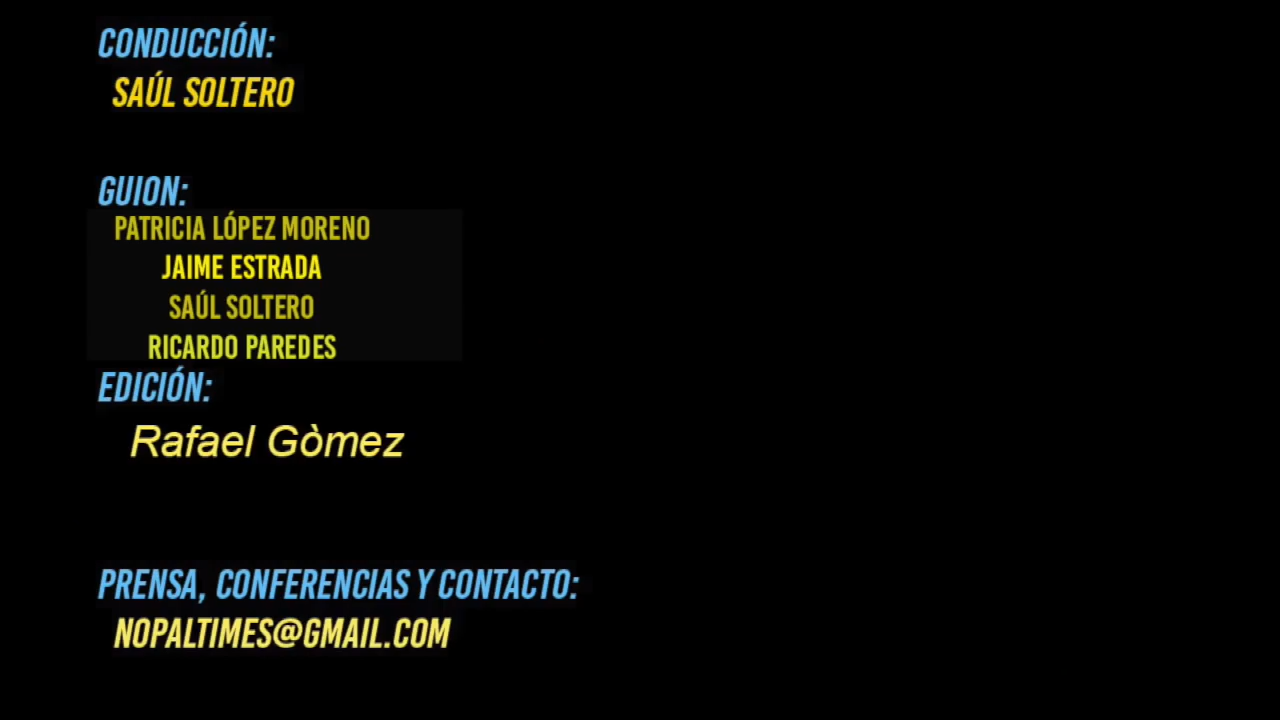 CONDUCCIÓN:
SAÚL SOLTERO
GUION:
PATRICIA LÓPEZ MORENO
JAIME ESTRADA
SAÚL SOLTERO
RICARDO PAREDES
EDICIÓN:
Rafael Gòmez
PRENSA, CONFERENCIAS Y CONTACTO:
NOPALTIMES@GMAIL.COM